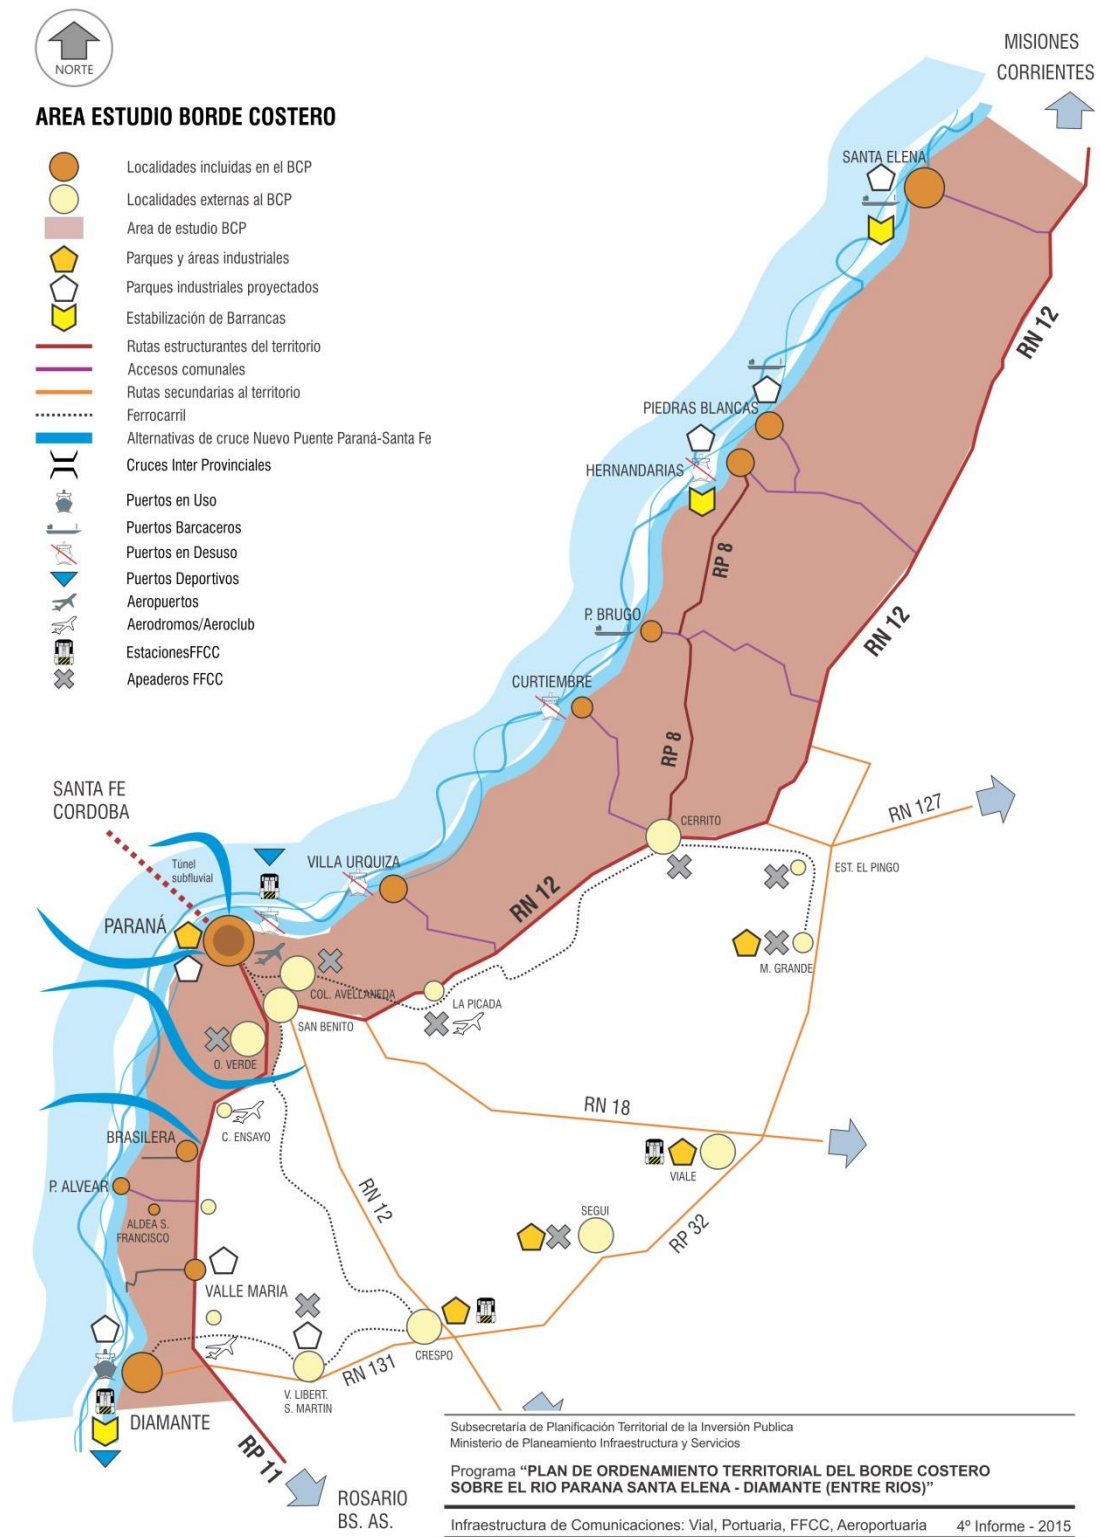 NORTE
AREA ESTUDIO BORDE COSTERO
Localidades incluidas en el BCP
Localidades externas al BCP
Area de estudio BCP
Parques y áreas industriales
Parques industriales proyectados
Estabilización de Barrancas
Rutas estructurantes del territorio
Accesos comunales
Rutas secundarias al territorio
Ferrocarril
Alternativas de cruce Nuevo Puente Paraná-Santa Fe
Cruces Inter Provinciales
Puertos en Uso
Puertos Barcaceros
Puertos en Desuso
Puertos Deportivos
Aeropuertos
Aerodromos/Aeroclub
EstacionesFFCC
Apeaderos FFCC
MISIONES
CORRIENTES
SANTA ELENA
RN 12
PIEDRAS BLANCAS
HERNANDARIAS
RP 8
P. BRUGO
RN 12
CURTIEMBRE
RP 8
SANTA FE
CORDOBA
RN 127
CERRITO
Túnel
subfluvial
VILLA URQUIZA
EST. EL PINGO
RN 12
PARANÁ
M. GRANDE
COL. AVELLANEDA
LA PICADA
SAN BENITO
O. VERDE
RN 18
C. ENSAYO
BRASILERA
VIALE
P. ALVEAR
RN 12
ALDEA S.
FRANCISCO
SEGUI
RP 32
VALLE MARIA
CRESPO
RN 131
V. LIBERT.
S. MARTIN
DIAMANTE
RP 11
ROSARIO
BS. AS.
Subsecretaría de Planificación Territorial de la Inversión Publica
Ministerio de Planeamiento Infraestructura y Servicios
Programa “PLAN DE ORDENAMIENTO TERRITORIAL DEL BORDE COSTERO
SOBRE EL RIO PARANA SANTA ELENA - DIAMANTE (ENTRE RIOS)”
Infraestructura de Comunicaciones: Vial, Portuaria, FFCC, Aeroportuaria 4º Informe - 2015